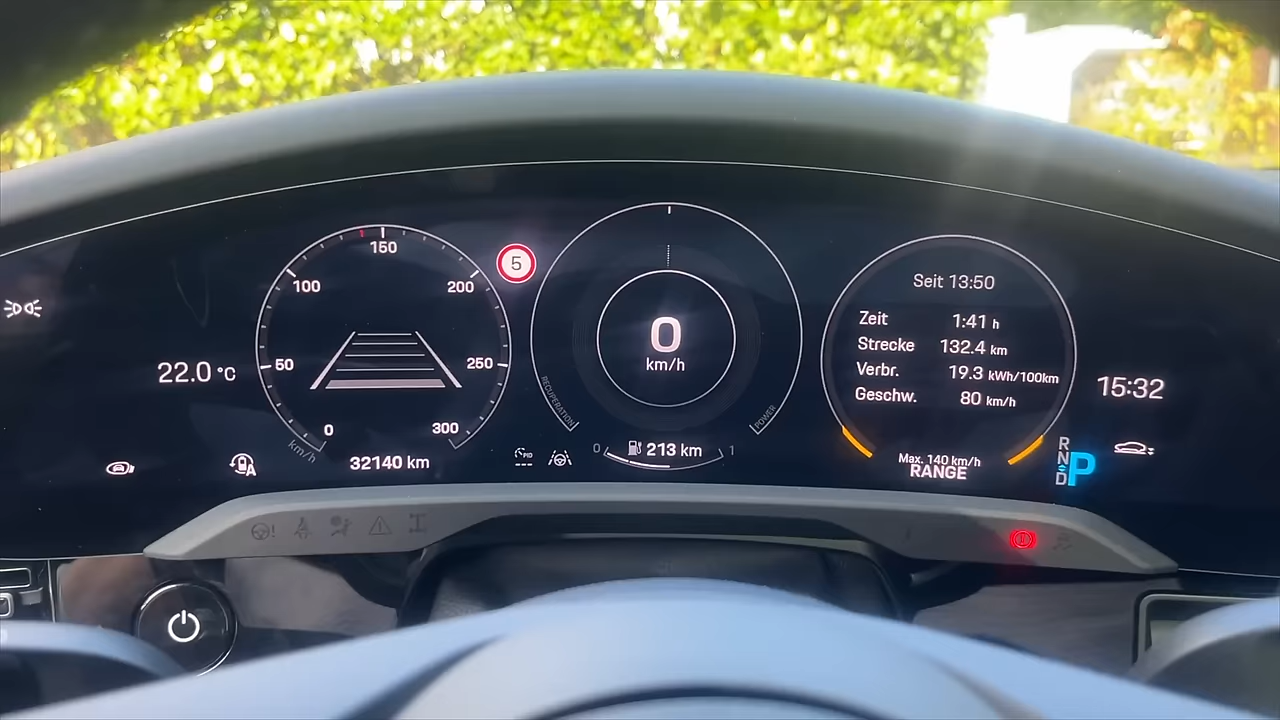 22.0 °C
0
50
100
150
200
250
300
km/h
32140 km
5
0
km/h
RECUPERATION
POWER
0
213 km
1
PID
A
Seit 13:50
Zeit 1:41 h
Strecke 132.4 km
Verbr. 19.3 kWh/100km
Geschw. 80 km/h
Max. 140 km/h
RANGE
15:32
R
N
D
P